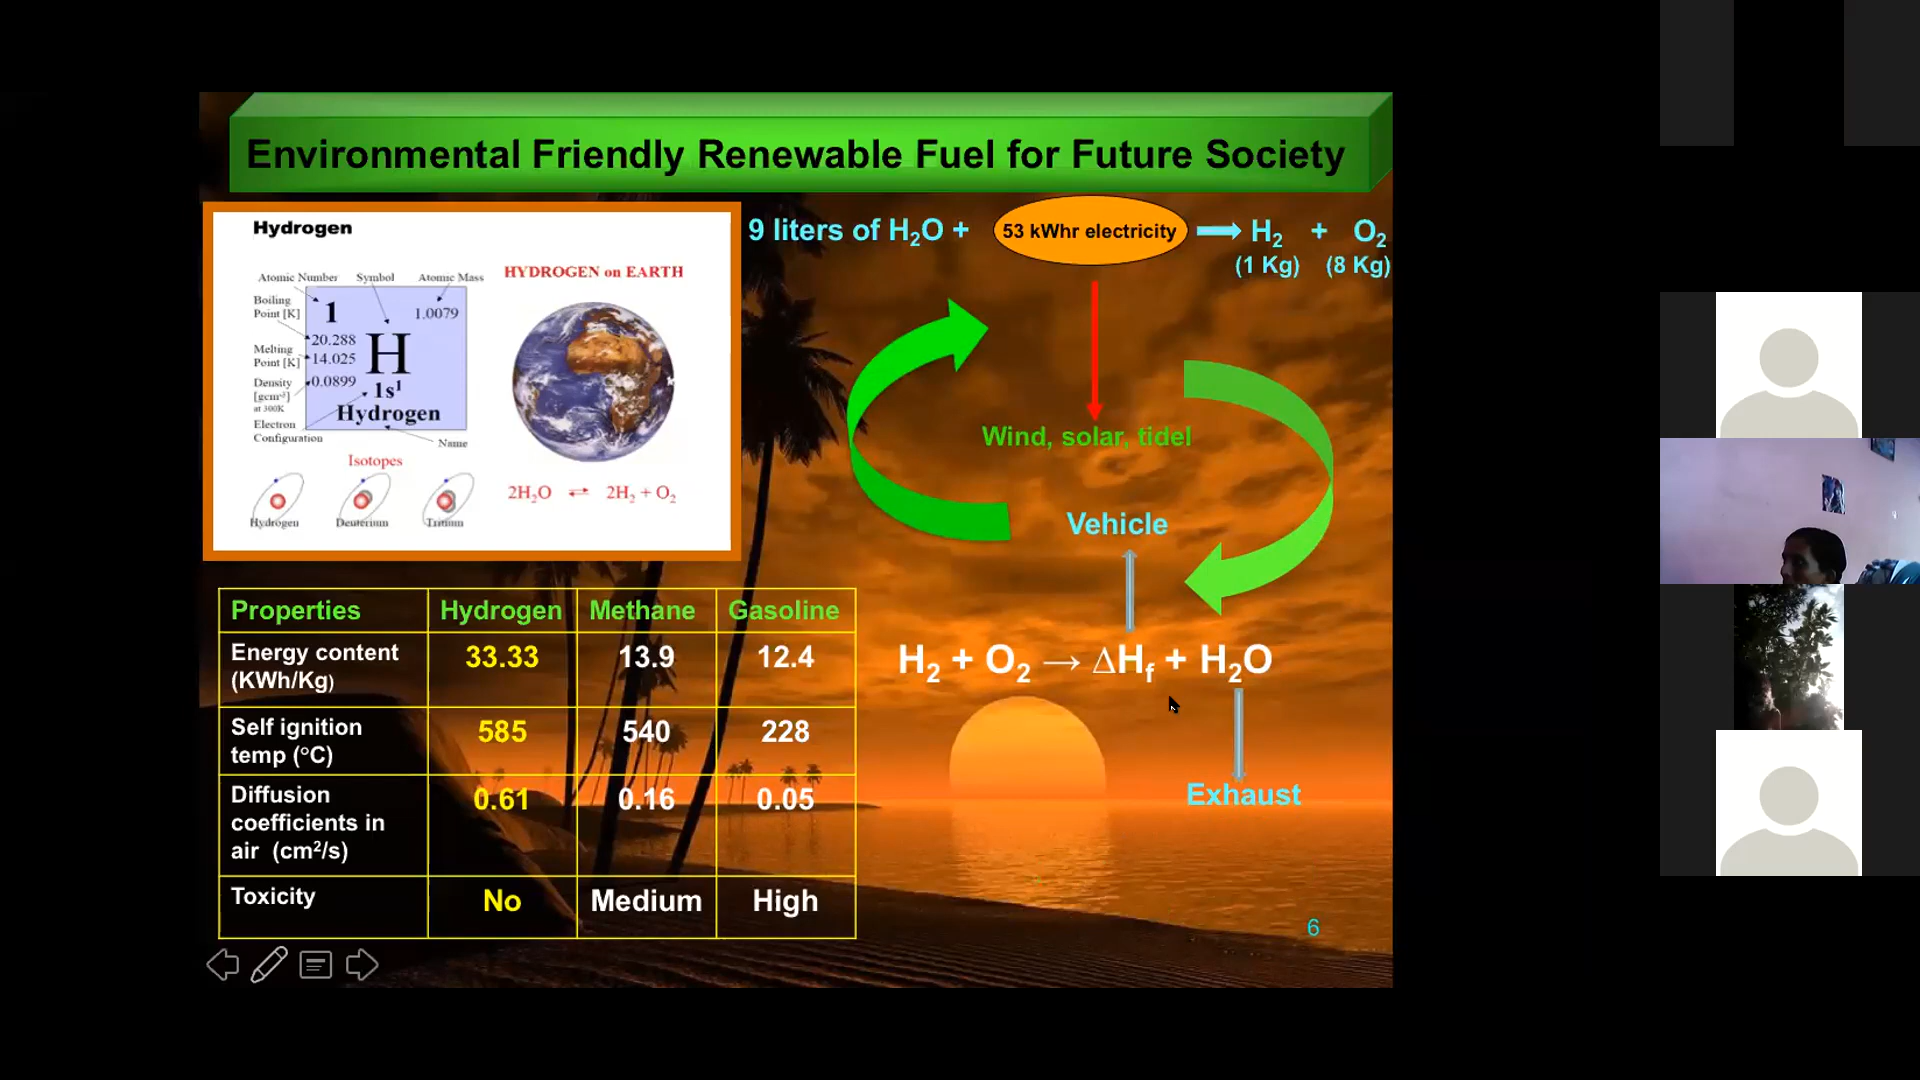 Environmental Friendly Renewable Fuel for Future Society
Hydrogen
Atomic Number Symbol Atomic Mass
Boiling
Point [K]
1
1.0079
20.288
Melting
Point [K]
14.025
H
Density
[gcm⁻³]
at 300K
0.0899
1s¹
Hydrogen
Electron
Configuration
Name
Isotopes
Hydrogen Deuterium Tritium
HYDROGEN on EARTH
2H₂O ⇌ 2H₂ + O₂
9 liters of H₂O + 53 kWhr electricity H₂ + O₂
(1 Kg) (8 Kg)
Wind, solar, tidel
Vehicle
H₂ + O₂ → ΔH_f + H₂O
Exhaust
Properties Hydrogen Methane Gasoline
Energy content
(KWh/Kg)
33.33 13.9 12.4
Self ignition
temp (°C)
585 540 228
Diffusion
coefficients in
air (cm²/s)
0.61 0.16 0.05
Toxicity No Medium High
6